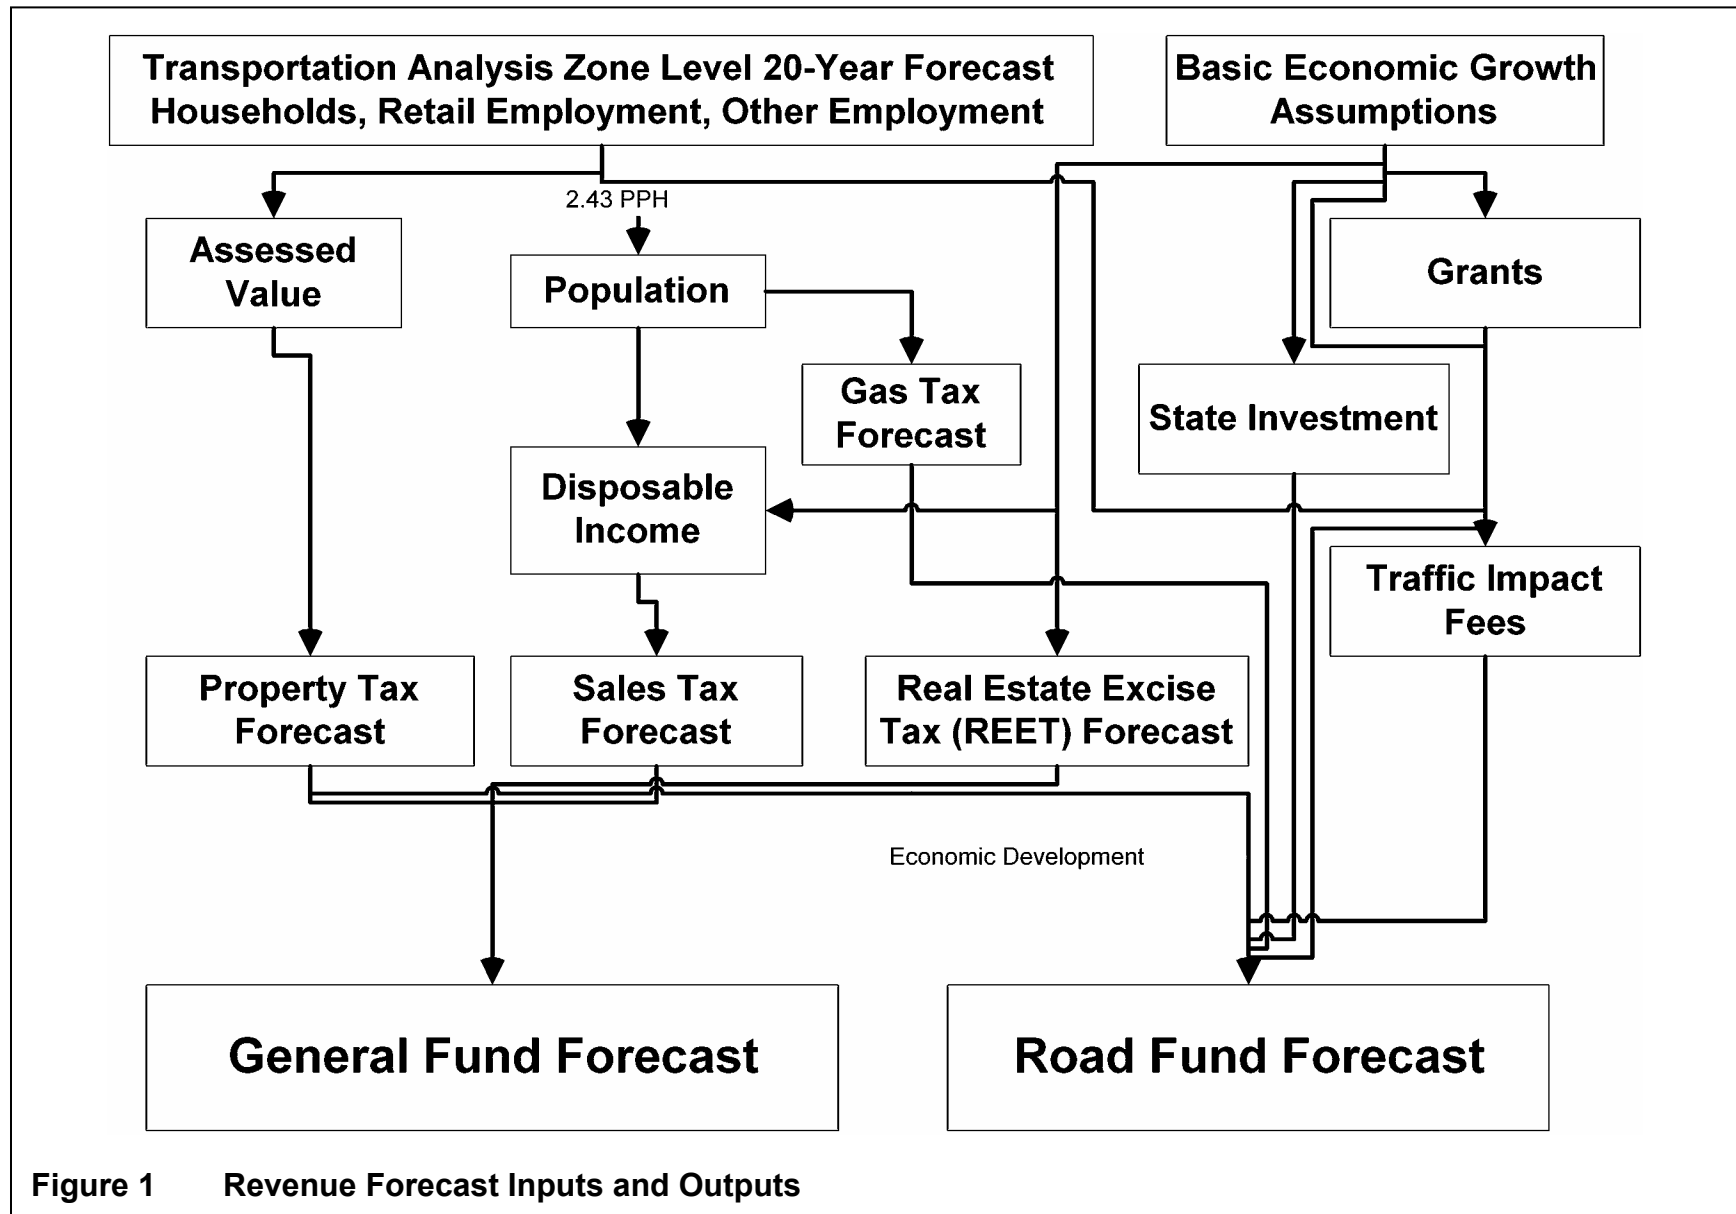 Transportation Analysis Zone Level 20-Year Forecast
Households, Retail Employment, Other Employment
Basic Economic Growth
Assumptions
2.43 PPH
Assessed
Value
Population
Grants
Gas Tax
Forecast
State Investment
Disposable
Income
Traffic Impact
Fees
Property Tax
Forecast
Sales Tax
Forecast
Real Estate Excise
Tax (REET) Forecast
Economic Development
General Fund Forecast
Road Fund Forecast
Figure 1 Revenue Forecast Inputs and Outputs